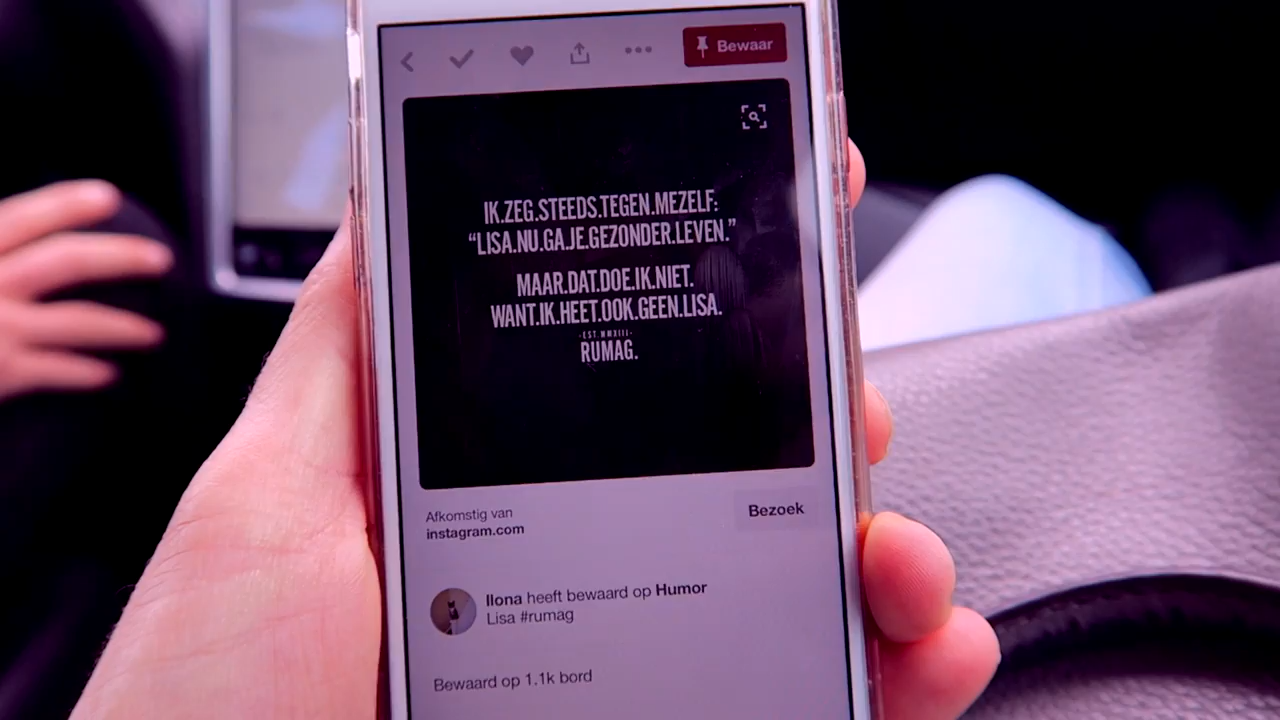 Bewaar
IK.ZEG.STEEDS.TEGEN.MEZELF:
“LISA.NU.GA.JE.GEZONDER.LEVEN.”
MAAR.DAT.DOE.IK.NIET.
WANT.IK.HEET.OOK.GEEN.LISA.
-EST.MMXIII-
RUMAG.
Afkomstig van
instagram.com
Bezoek
Ilona heeft bewaard op Humor
Lisa #rumag
Bewaard op 1.1k bord